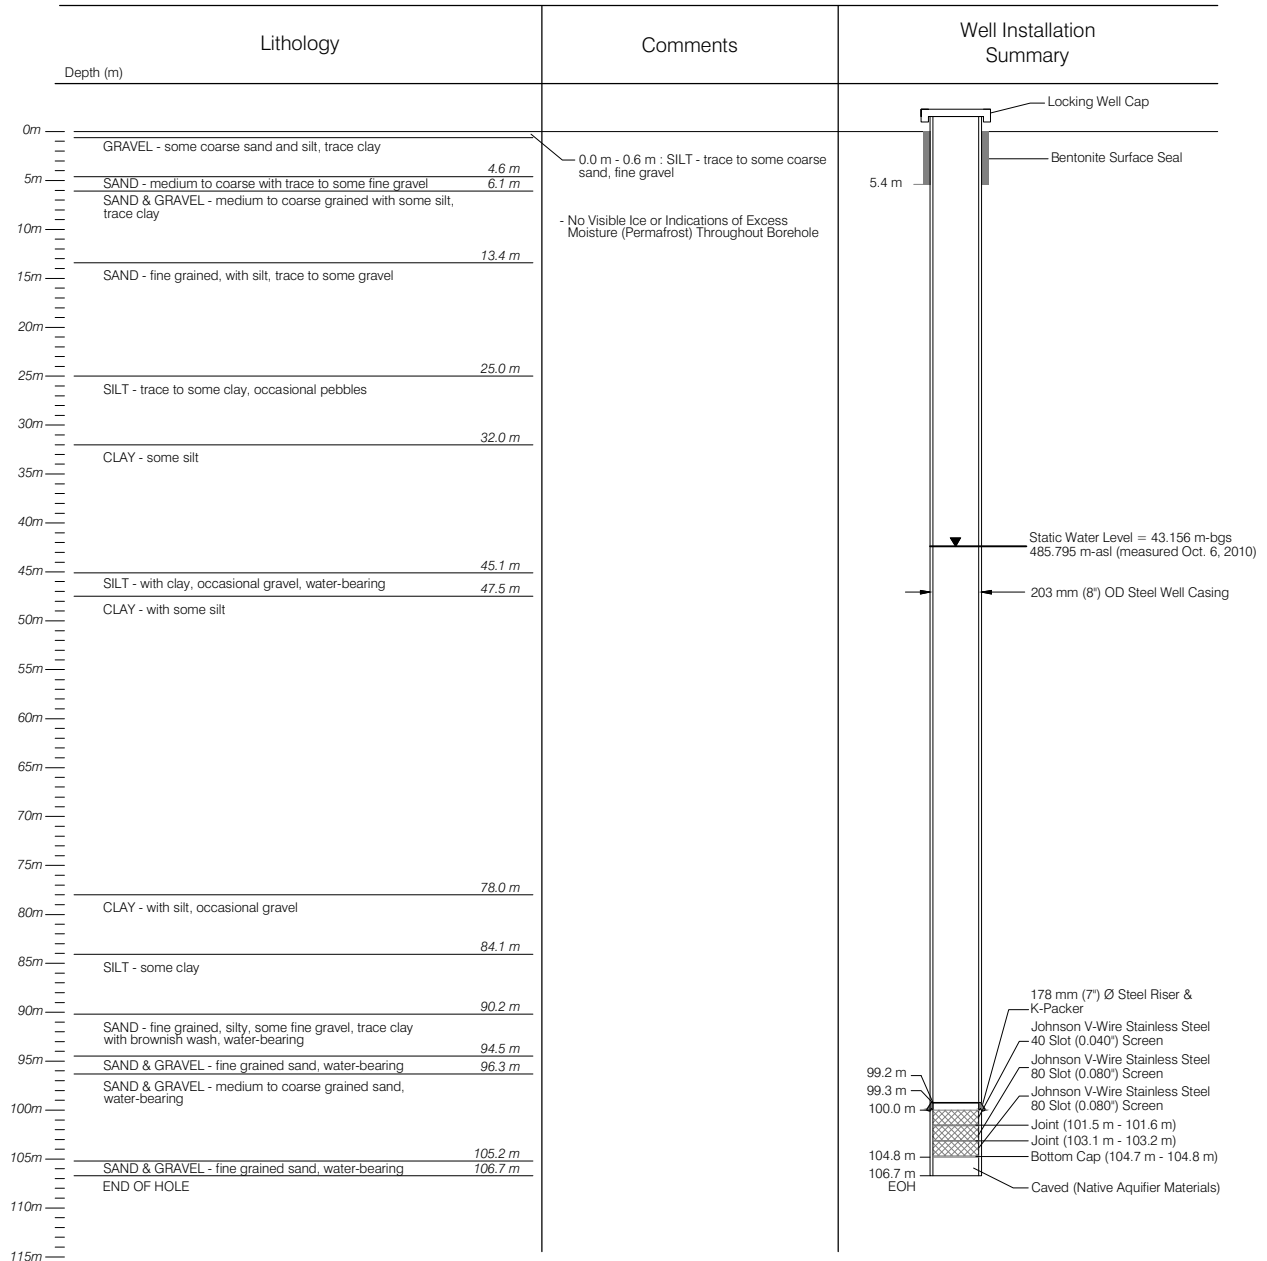 Lithology
Comments
Well Installation
Summary
Depth (m)
Locking Well Cap
0m
GRAVEL - some coarse sand and silt, trace clay
0.0 m - 0.6 m : SILT - trace to some coarse
sand, fine gravel
Bentonite Surface Seal
4.6 m
5m
SAND - medium to coarse with trace to some fine gravel
6.1 m
5.4 m
SAND & GRAVEL - medium to coarse grained with some silt,
trace clay
- No Visible Ice or Indications of Excess
Moisture (Permafrost) Throughout Borehole
10m
13.4 m
15m
SAND - fine grained, with silt, trace to some gravel
20m
25.0 m
25m
SILT - trace to some clay, occasional pebbles
30m
32.0 m
CLAY - some silt
35m
40m
Static Water Level = 43.156 m-bgs
485.795 m-asl (measured Oct. 6, 2010)
45.1 m
45m
SILT - with clay, occasional gravel, water-bearing
47.5 m
203 mm (8") OD Steel Well Casing
CLAY - with some silt
50m
55m
60m
65m
70m
75m
78.0 m
80m
CLAY - with silt, occasional gravel
84.1 m
85m
SILT - some clay
90m
90.2 m
178 mm (7") Ø Steel Riser &
K-Packer
SAND - fine grained, silty, some fine gravel, trace clay
with brownish wash, water-bearing
Johnson V-Wire Stainless Steel
40 Slot (0.040") Screen
94.5 m
95m
SAND & GRAVEL - fine grained sand, water-bearing
96.3 m
Johnson V-Wire Stainless Steel
80 Slot (0.080") Screen
99.2 m
SAND & GRAVEL - medium to coarse grained sand,
water-bearing
99.3 m
Johnson V-Wire Stainless Steel
80 Slot (0.080") Screen
100m
100.0 m
Joint (101.5 m - 101.6 m)
Joint (103.1 m - 103.2 m)
105.2 m
105m
104.8 m
Bottom Cap (104.7 m - 104.8 m)
SAND & GRAVEL - fine grained sand, water-bearing
106.7 m
106.7 m
EOH
END OF HOLE
Caved (Native Aquifier Materials)
110m
115m